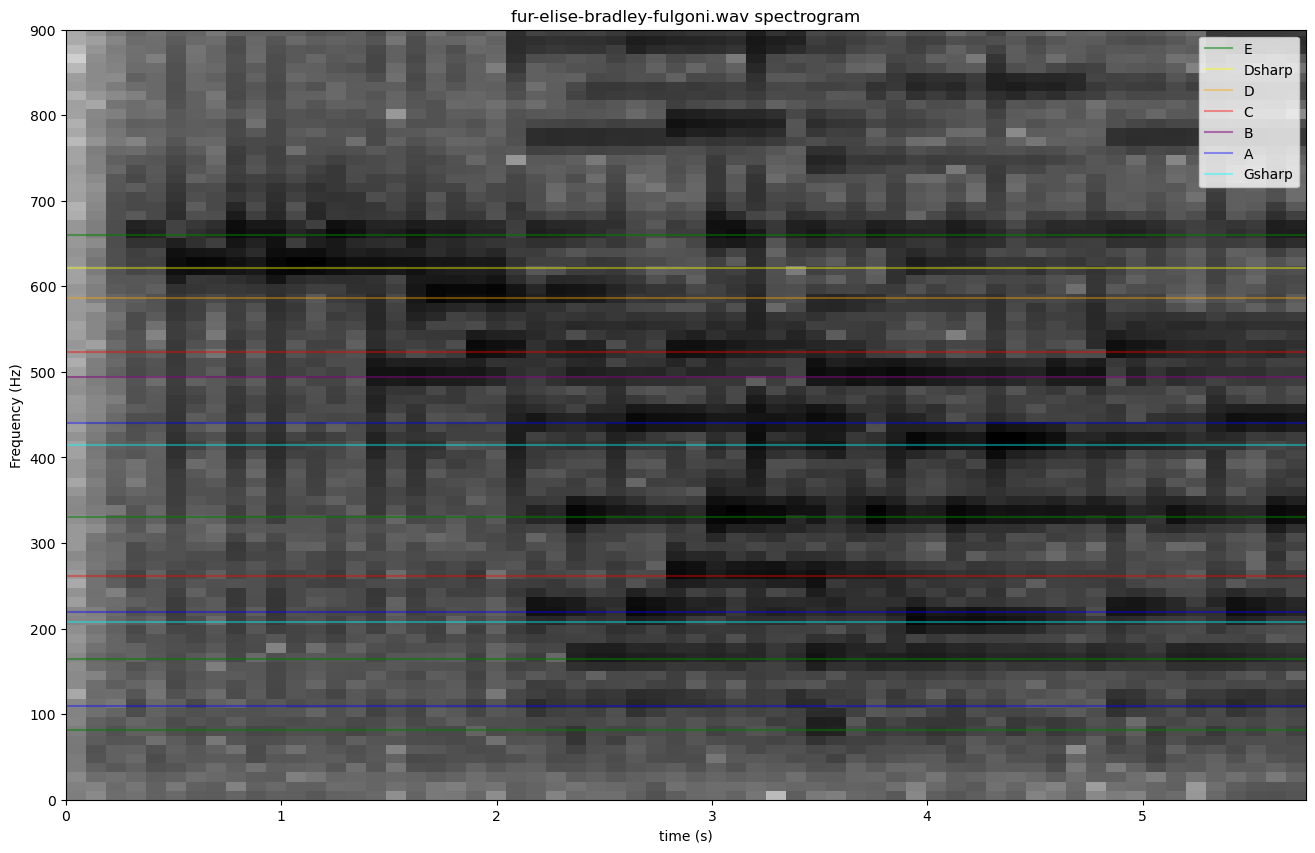 fur-elise-bradley-fulgoni.wav spectrogram
E
Dsharp
D
C
B
A
Gsharp
Frequency (Hz)
900
800
700
600
500
400
300
200
100
0
0 1 2 3 4 5
time (s)